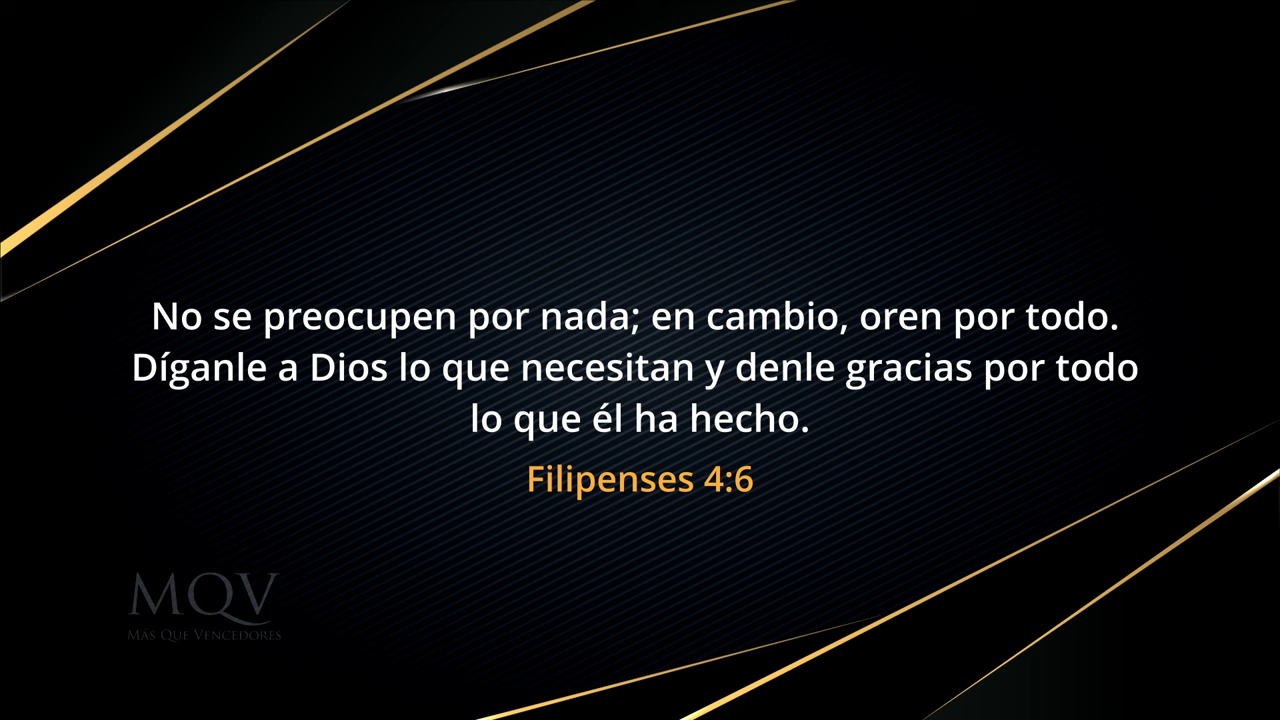 No se preocupen por nada; en cambio, oren por todo.
Díganle a Dios lo que necesitan y denle gracias por todo
lo que él ha hecho.
Filipenses 4:6
MQV
Más Que Vencedores